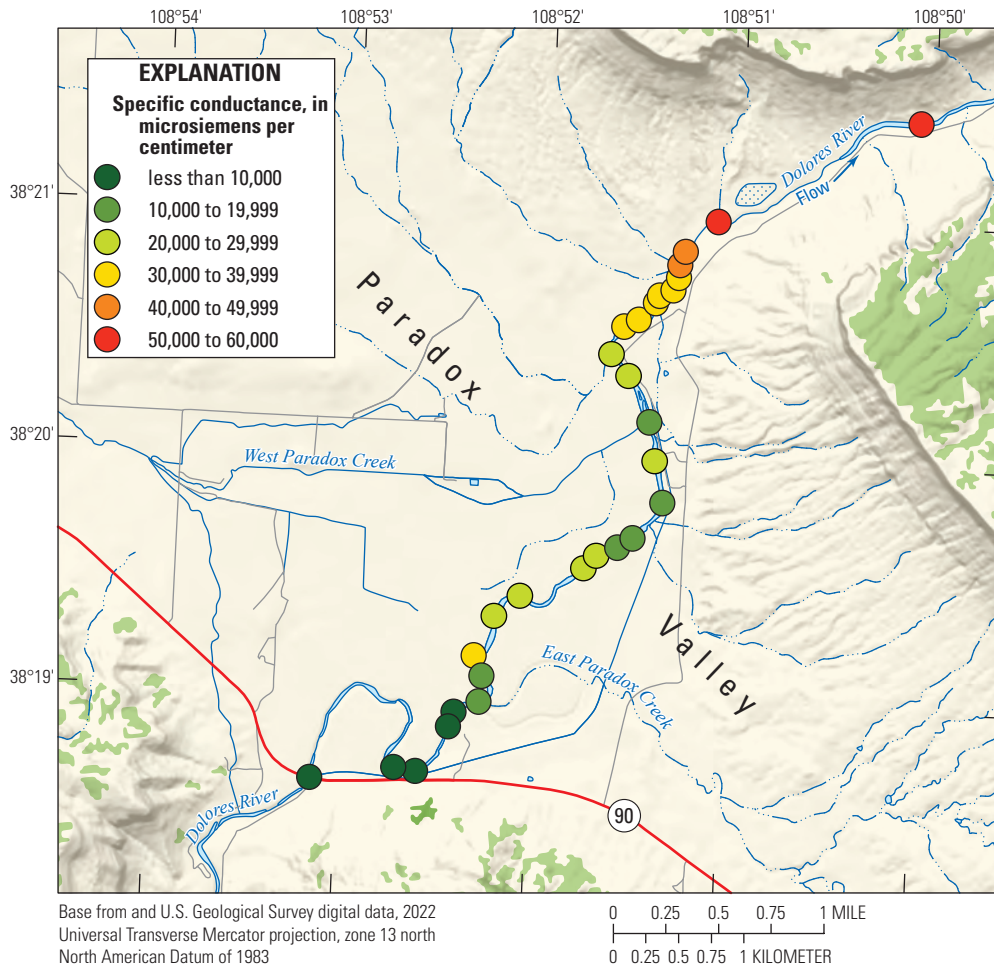 108°54'
108°53'
108°52'
108°51'
108°50'
EXPLANATION
Specific conductance, in
microsiemens per
centimeter
less than 10,000
10,000 to 19,999
20,000 to 29,999
30,000 to 39,999
40,000 to 49,999
50,000 to 60,000
38°21'
38°20'
38°19'
Dolores River
Flow
Paradox
West Paradox Creek
Valley
East Paradox Creek
Dolores River
90
Base from and U.S. Geological Survey digital data, 2022
Universal Transverse Mercator projection, zone 13 north
North American Datum of 1983
0 0.25 0.5 0.75 1 MILE
0 0.25 0.5 0.75 1 KILOMETER